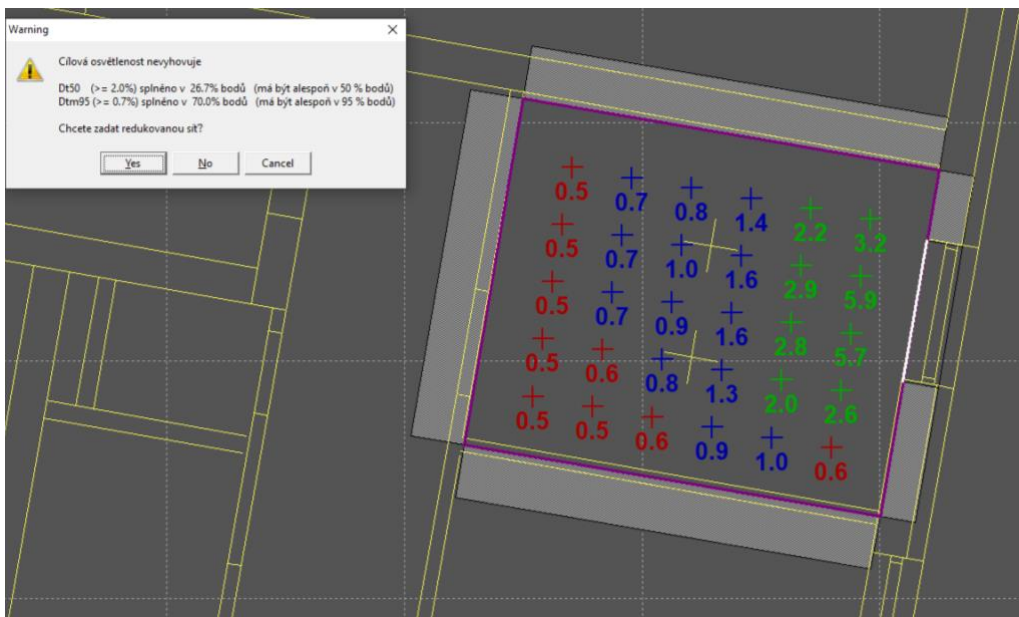 Warning
Cílová osvětlenost nevyhovuje
Dt50 (>= 2.0%) splněno v 26.7% bodů (má být alespoň v 50 % bodů)
Dtm95 (>= 0.7%) splněno v 70.0% bodů (má být alespoň v 95 % bodů)
Chcete zadat redukovanou síť?
Yes No Cancel
0.5 0.7 0.8 1.4 2.2 3.2
0.5 0.7 1.0 1.6 2.9 5.9
0.5 0.7 0.9 1.6 2.8 5.7
0.5 0.6 0.8 1.3 2.0 2.6
0.5 0.5 0.6 0.9 1.0 0.6